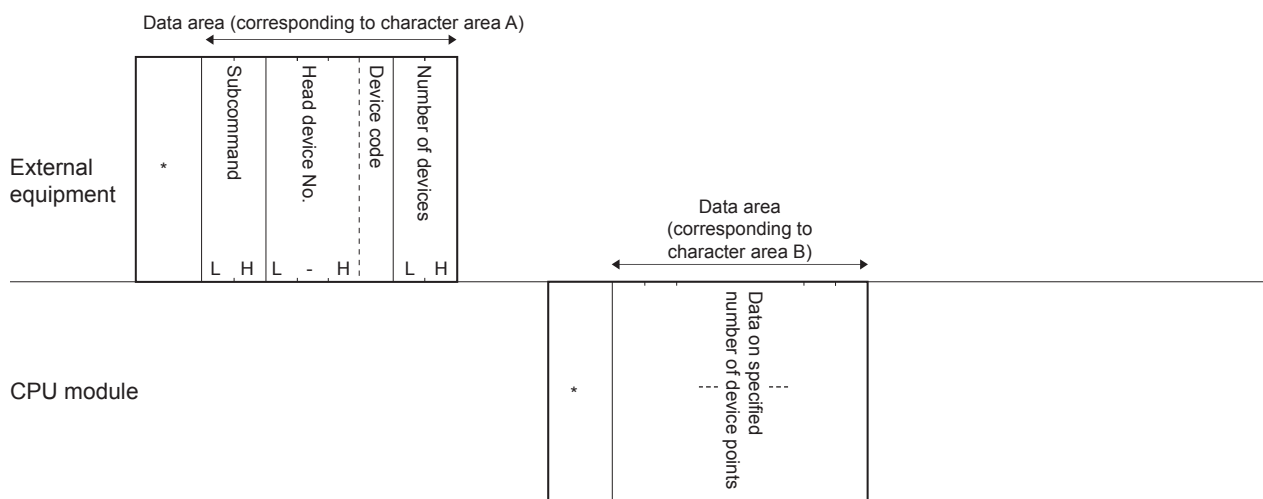 Data area (corresponding to character area A)
External
equipment
*
Subcommand
Head device No.
Device code
Number of devices
L H L - H L H
Data area
(corresponding to
character area B)
CPU module
*
Data on specified
number of device points